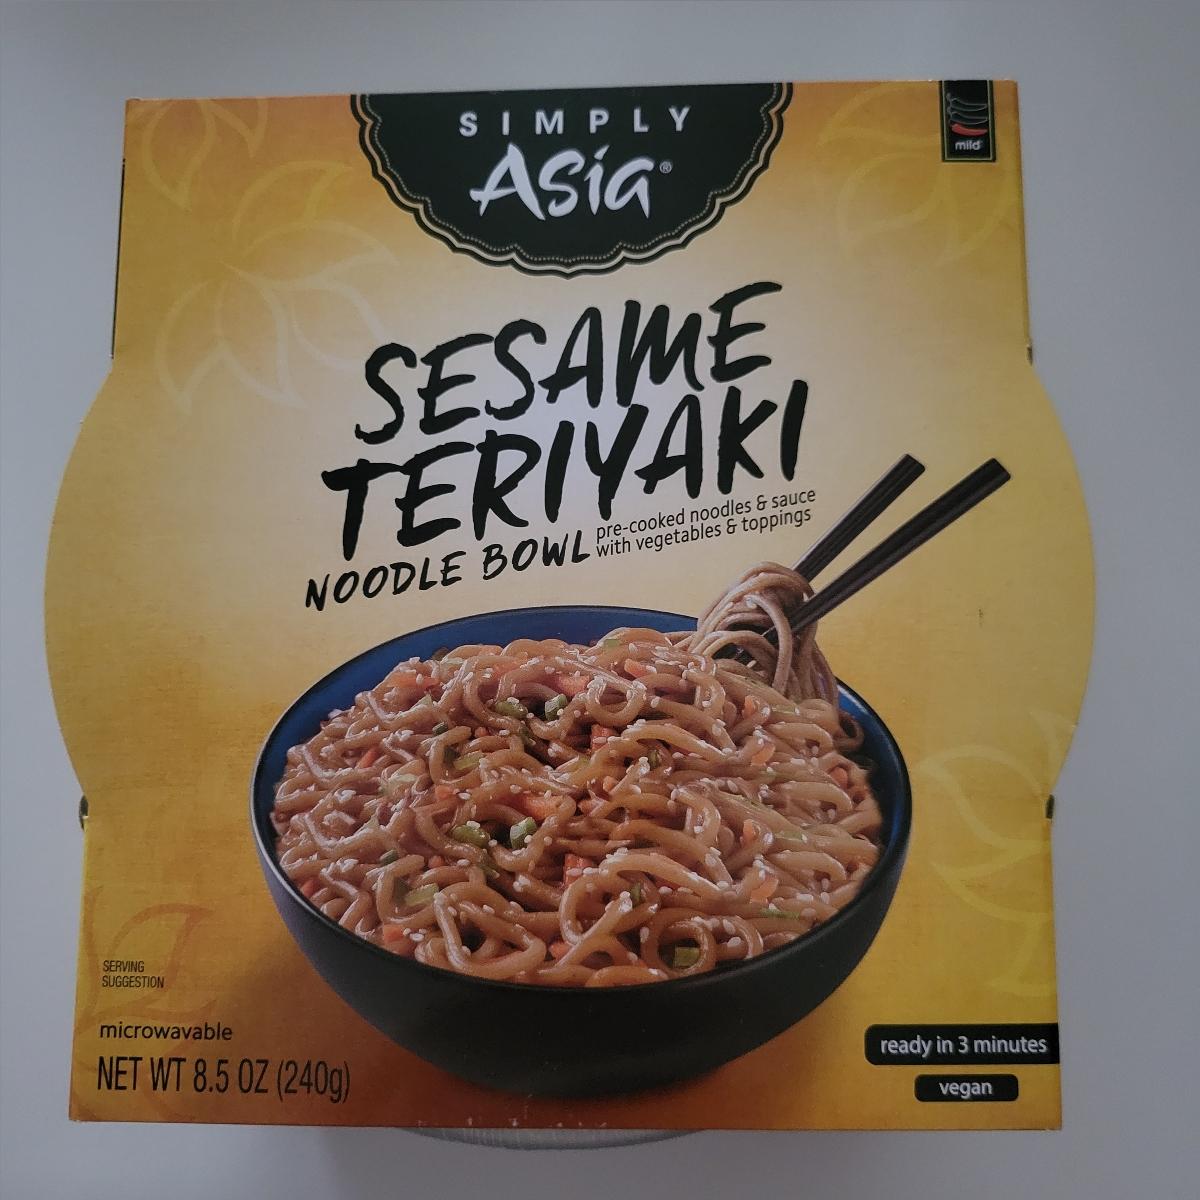 SIMPLY
Asia®
mild
SESAME
TERIYAKI
NOODLE BOWL
pre-cooked noodles & sauce
with vegetables & toppings
SERVING
SUGGESTION
microwavable
NET WT 8.5 OZ (240g)
ready in 3 minutes
vegan